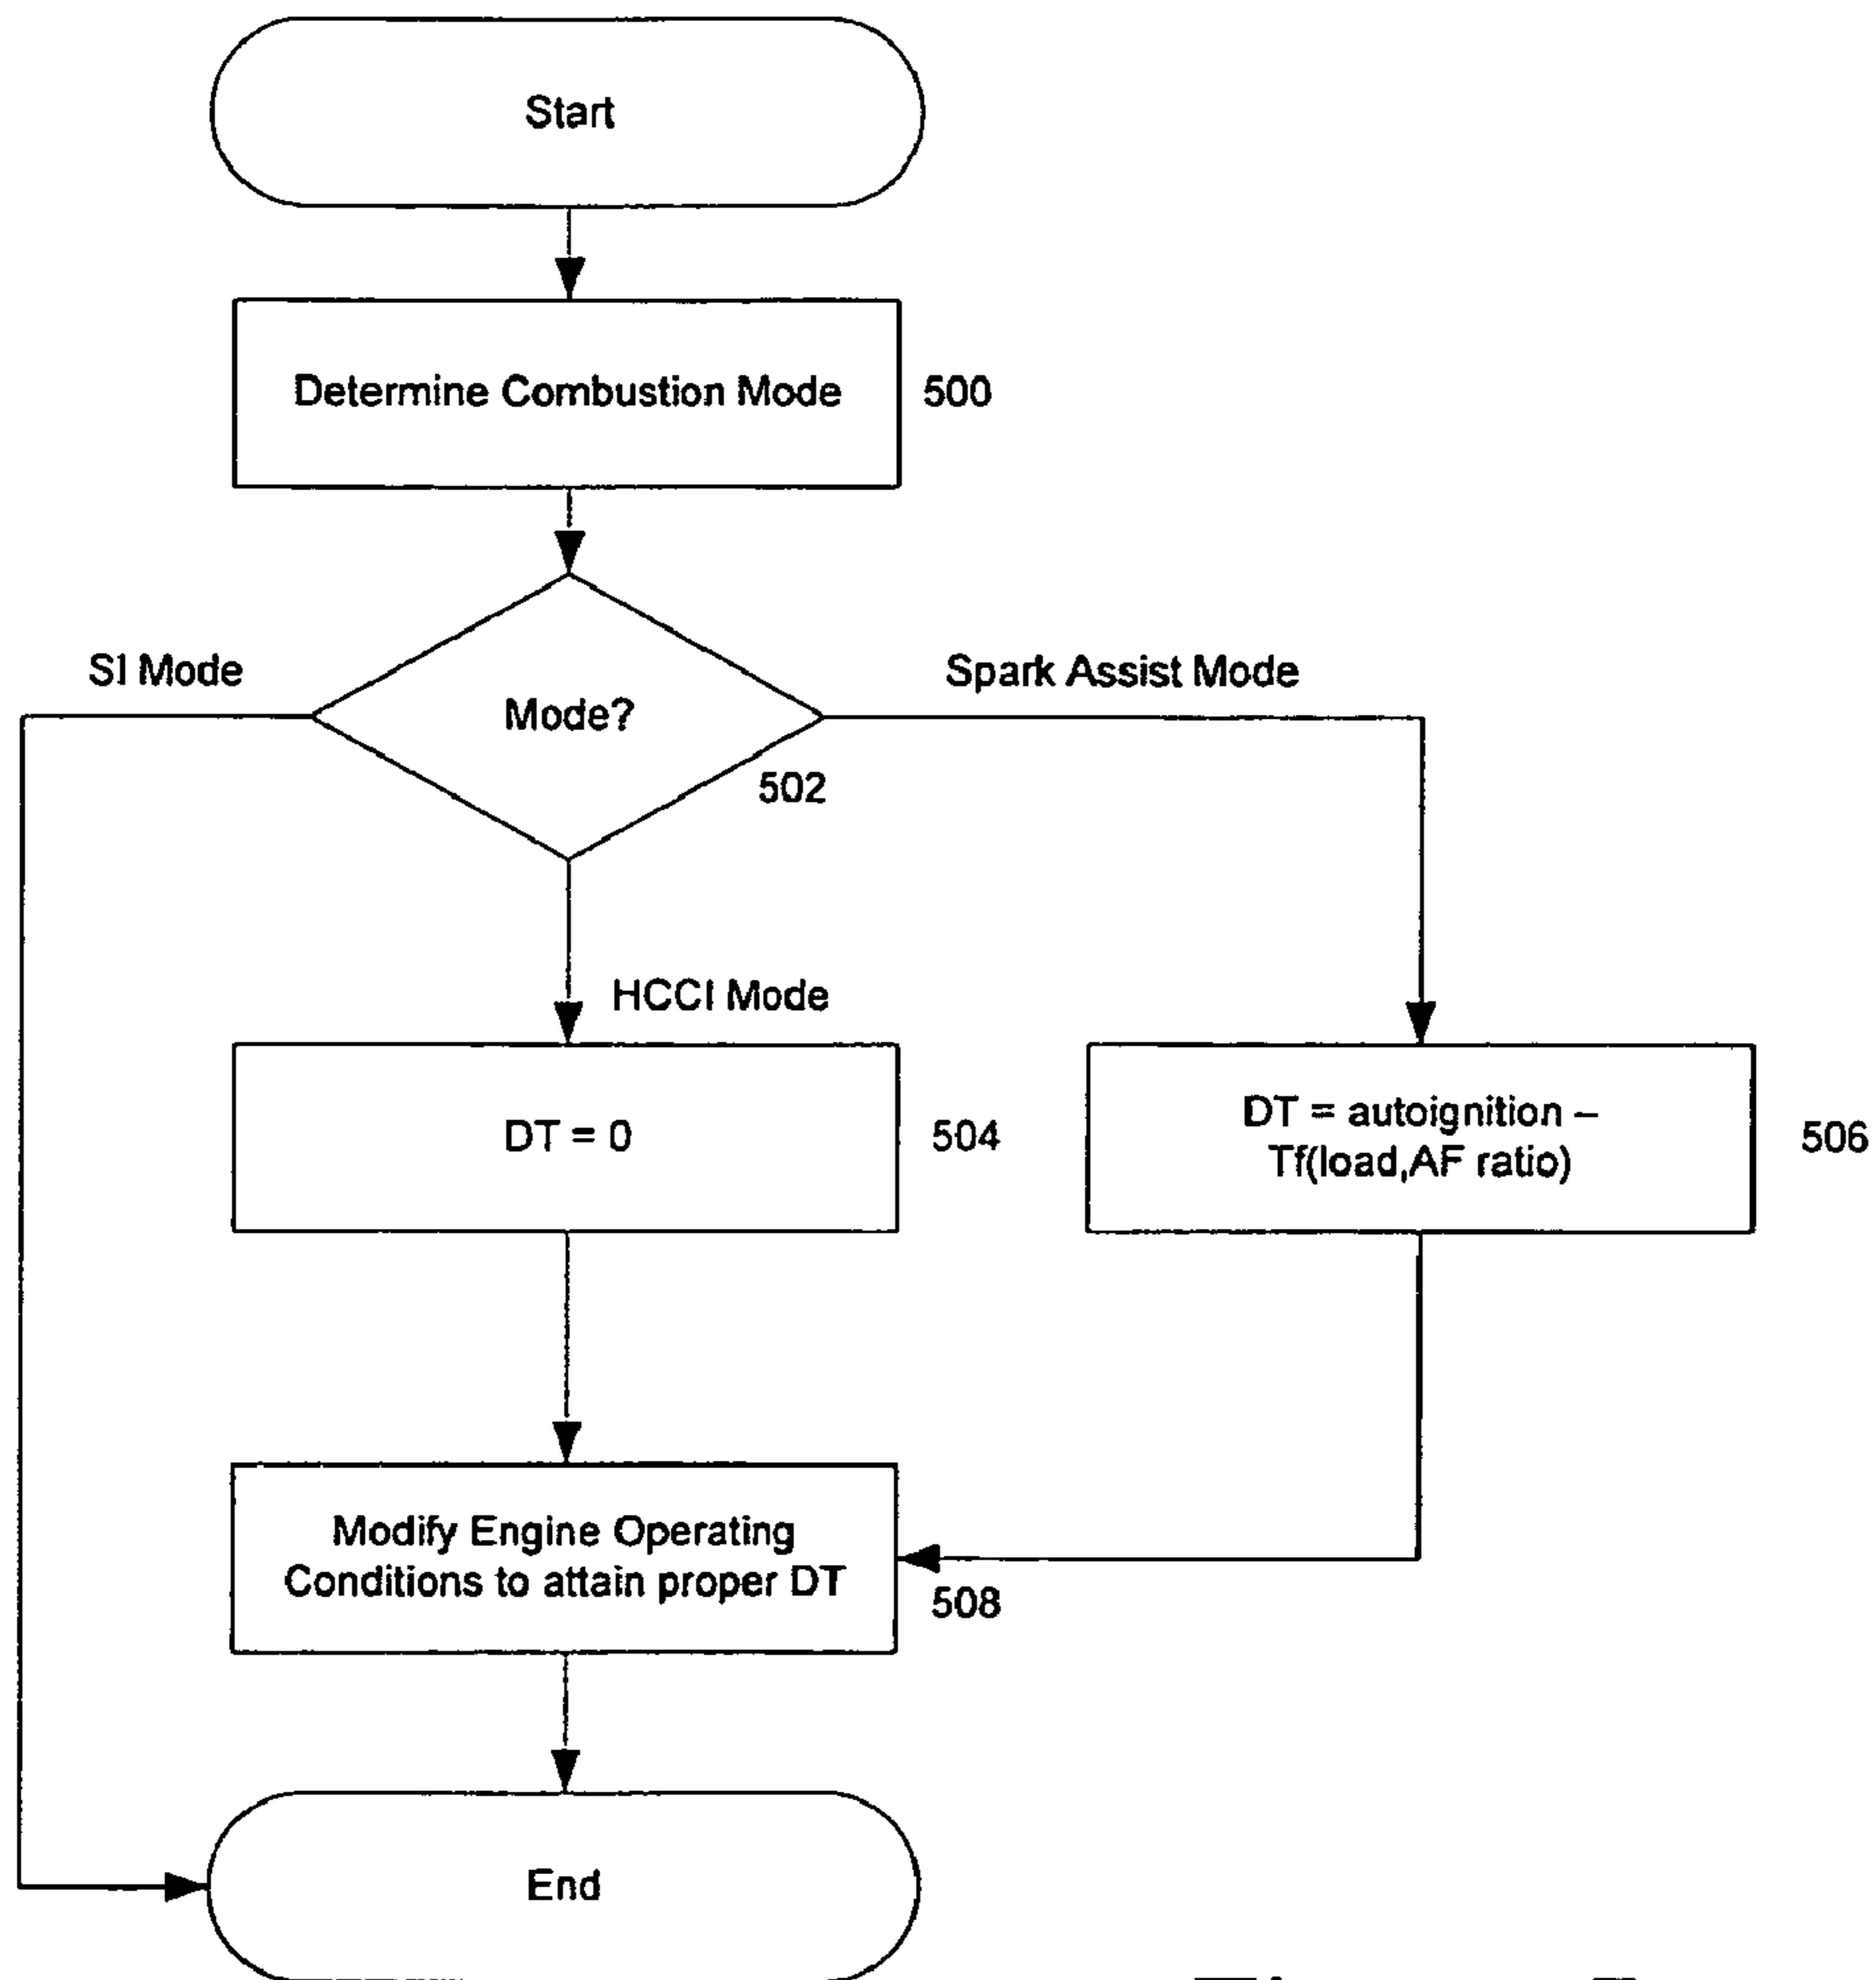 Start
Determine Combustion Mode
500
SI Mode
Mode?
Spark Assist Mode
502
HCCI Mode
DT = 0
504
DT = autoignition –
Tf(load,AF ratio)
506
Modify Engine Operating
Conditions to attain proper DT
508
End